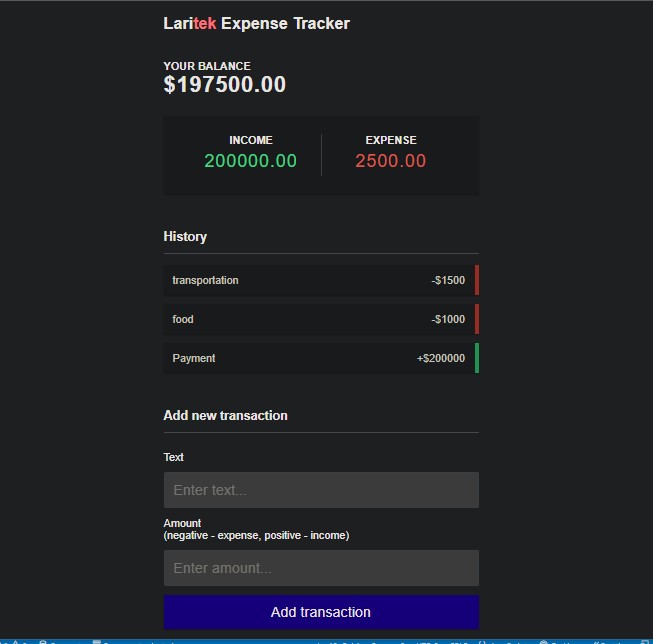 Laritek Expense Tracker
YOUR BALANCE
$197500.00
INCOME
EXPENSE
200000.00
2500.00
History
transportation
-$1500
food
-$1000
Payment
+$200000
Add new transaction
Text
Enter text...
Amount
(negative - expense, positive - income)
Enter amount...
Add transaction